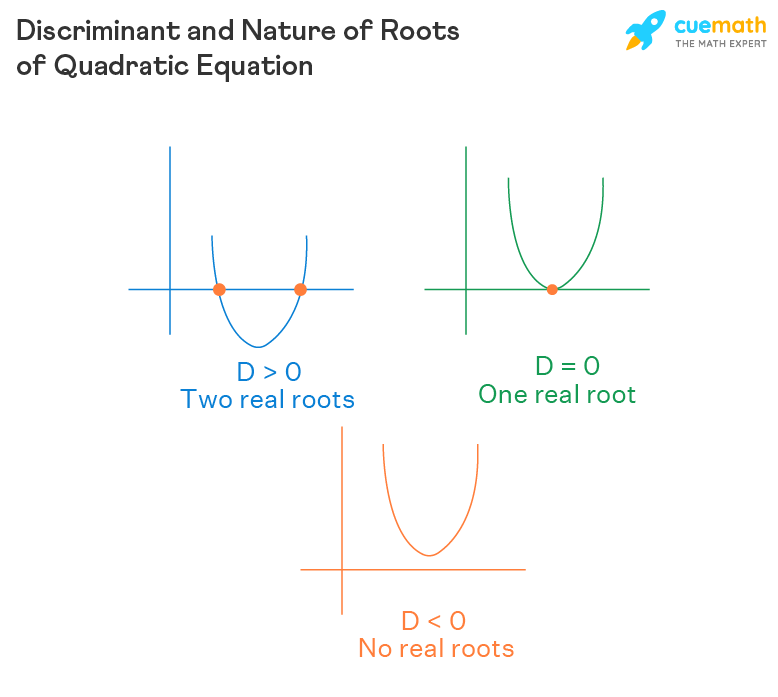 Discriminant and Nature of Roots
of Quadratic Equation
cuemath
THE MATH EXPERT
D > 0
Two real roots
D = 0
One real root
D < 0
No real roots